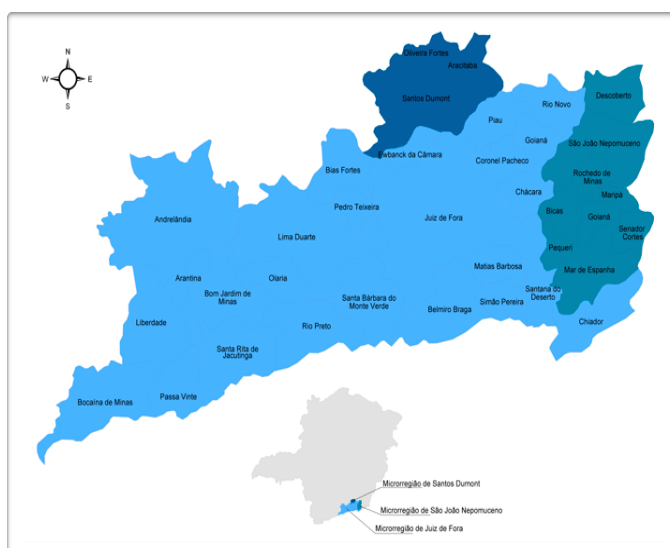 N
W E
S
Oliveira Fortes
Aracitaba
Santos Dumont
Rio Novo
Descoberto
Piau
Goianá
São João Nepomuceno
Ewbanck da Câmara
Coronel Pacheco
Bias Fortes
Rochedo de
Minas
Chácara
Maripá
Pedro Teixeira
Bicas
Goianá
Andrelândia
Juiz de Fora
Senador
Cortes
Lima Duarte
Pequeri
Matias Barbosa
Mar de Espanha
Arantina
Olaria
Santana do
Deserto
Bom Jardim de
Minas
Santa Bárbara do
Monte Verde
Simão Pereira
Belmiro Braga
Liberdade
Rio Preto
Chiador
Santa Rita de
Jacutinga
Passa Vinte
Bocaína de Minas
Microrregião de Santos Dumont
Microrregião de São João Nepomuceno
Microrregião de Juiz de Fora